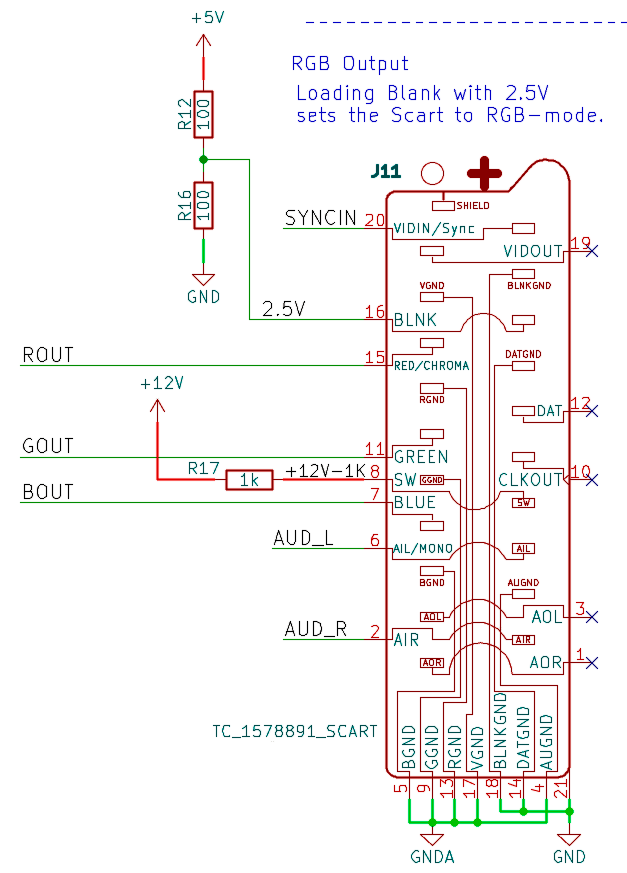 +5V
RGB Output
Loading Blank with 2.5V
sets the Scart to RGB-mode.
R12
100
J11
R16
100
SHIELD
SYNCIN
20
VIDIN/Sync
19
VIDOUT
GND
VGND
BLNKGND
2.5V
16
BLNK
ROUT
15
RED/CHROMA
DATGND
+12V
RGND
12
DAT
GOUT
11
GREEN
R17
1k
+12V-1K
8
SW
GGND
10
CLKOUT
BOUT
7
BLUE
SW
AUD_L
6
AIL/MONO
AIL
BGND
AUGND
AOL
3
AOL
AUD_R
2
AIR
AIR
AOR
1
AOR
TC_1578891_SCART
BGND
GGND
RGND
VGND
BLNKGND
DATGND
AUGND
5
9
13
17
18
14
4
21
GNDA
GND